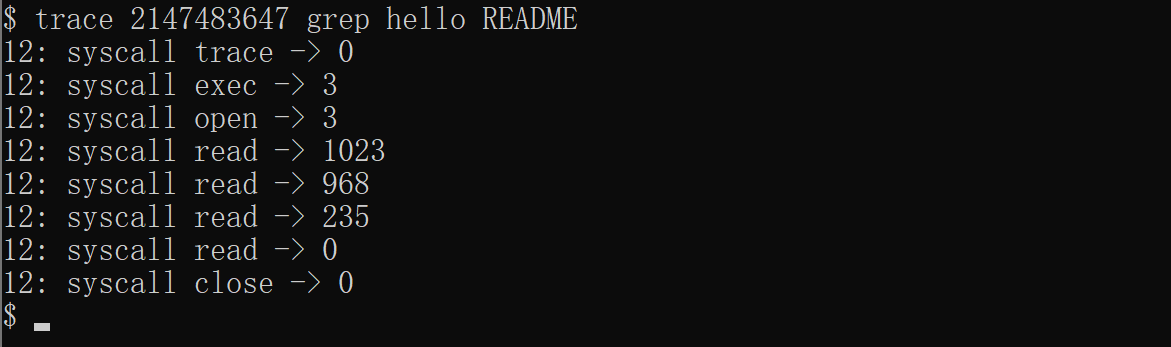 $ trace 2147483647 grep hello README
12: syscall trace -> 0
12: syscall exec -> 3
12: syscall open -> 3
12: syscall read -> 1023
12: syscall read -> 968
12: syscall read -> 235
12: syscall read -> 0
12: syscall close -> 0
$